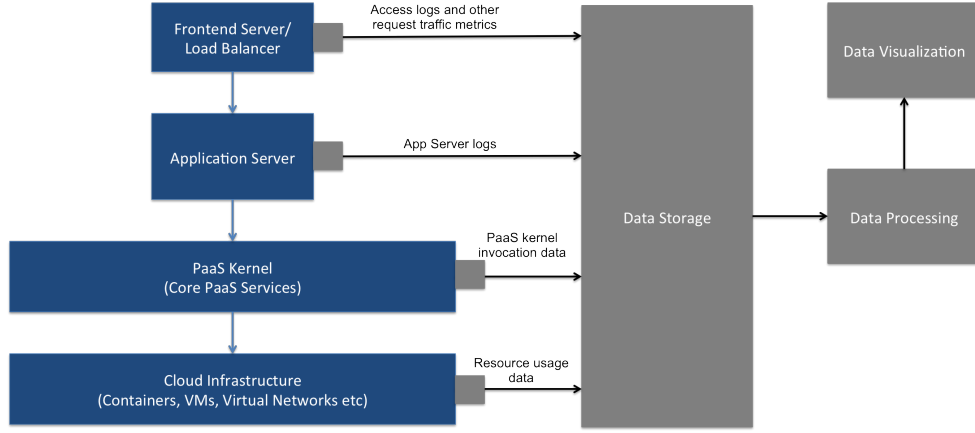 Frontend Server/
Load Balancer
Access logs and other
request traffic metrics
Data Visualization
Application Server
App Server logs
Data Storage
Data Processing
PaaS Kernel
(Core PaaS Services)
PaaS kernel
invocation data
Cloud Infrastructure
(Containers, VMs, Virtual Networks etc)
Resource usage
data